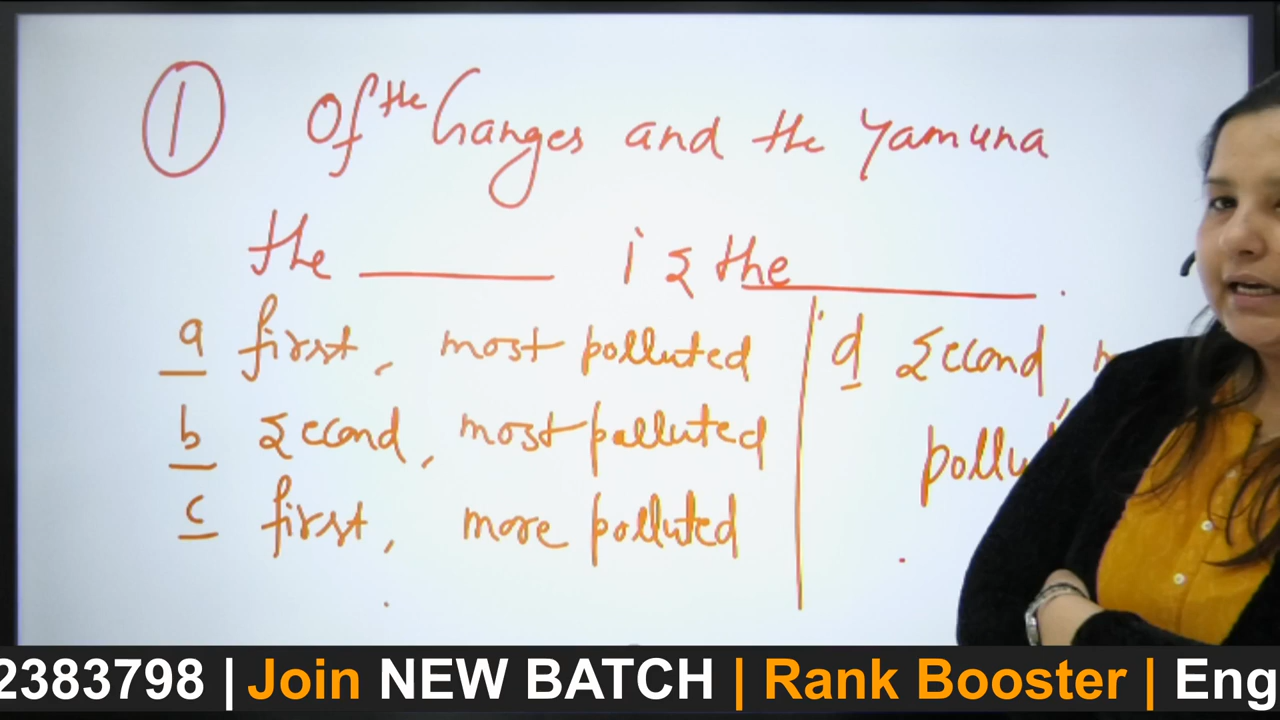 1 Of the Ganges and the Yamuna
the ______ is the ______.
a first, most polluted
b second, most polluted
c first, more polluted
d second
2383798 | Join NEW BATCH | Rank Booster | Eng